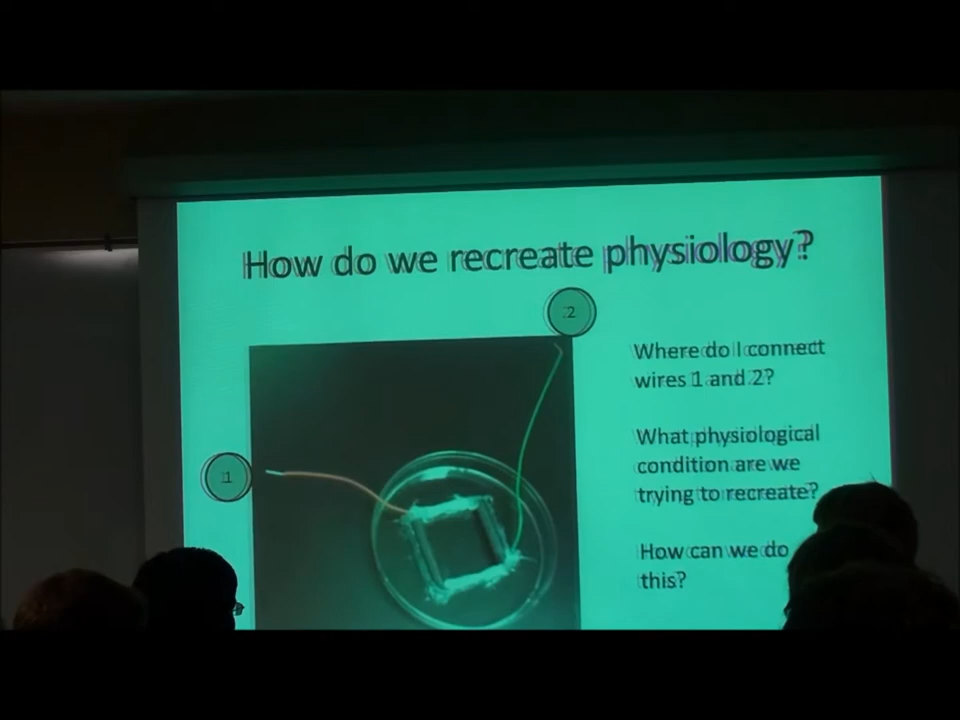 How do we recreate physiology?
2
Where do I connect
wires 1 and 2?
What physiological
condition are we
trying to recreate?
1
How can we do
this?